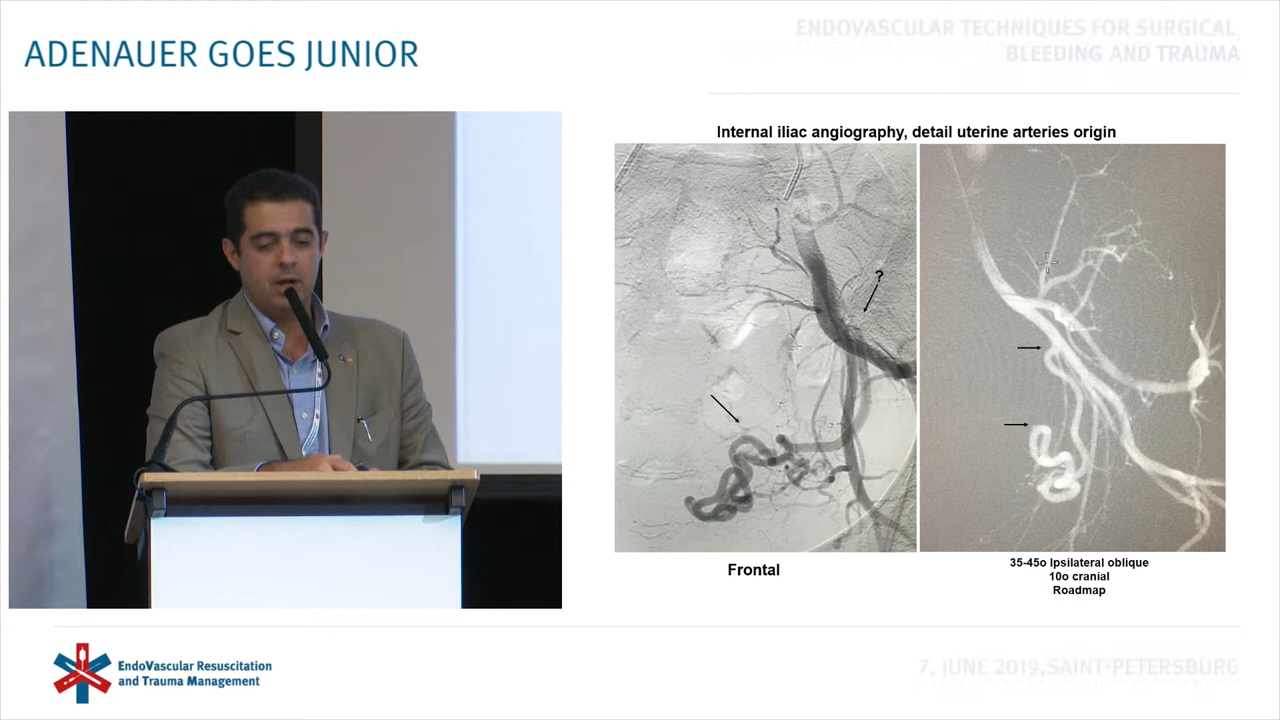 ADENAUER GOES JUNIOR
ENDOVASCULAR TECHNIQUES FOR SURGICAL
BLEEDING AND TRAUMA
Internal iliac angiography, detail uterine arteries origin
?
Frontal
35-45o Ipsilateral oblique
10o cranial
Roadmap
EndoVascular Resuscitation
and Trauma Management
7, JUNE 2019,SAINT-PETERSBURG